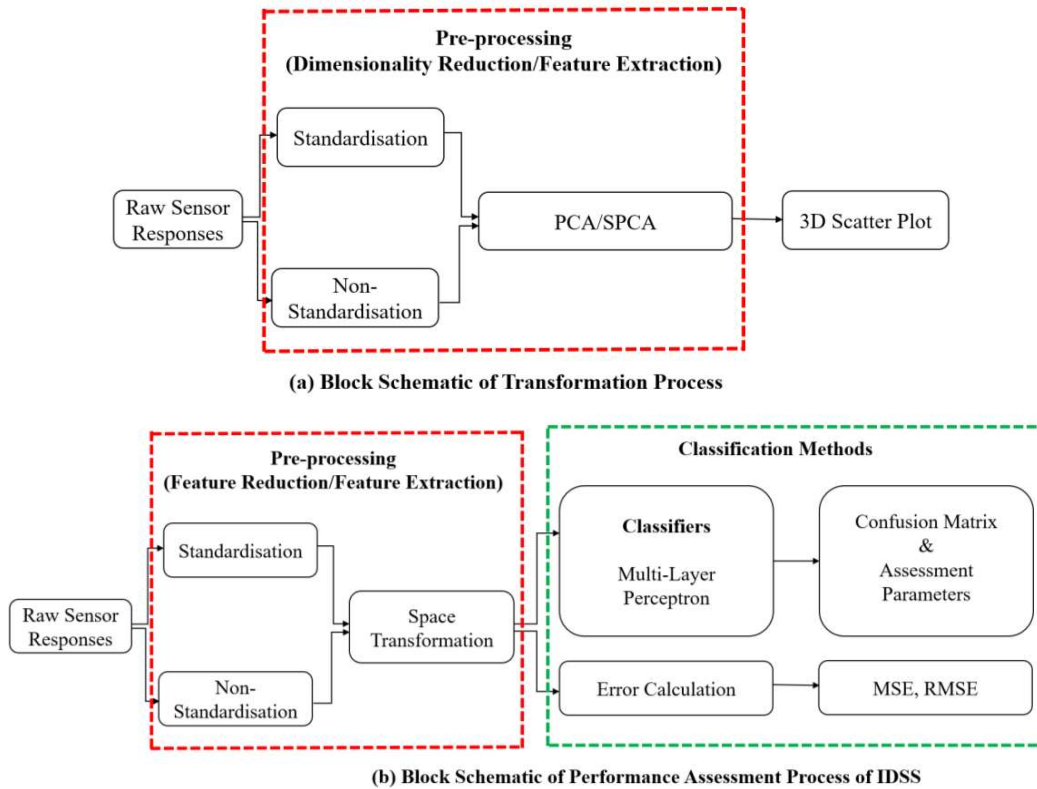 Pre-processing
(Dimensionality Reduction/Feature Extraction)
Standardisation
Raw Sensor
Responses
PCA/SPCA
3D Scatter Plot
Non-
Standardisation
(a) Block Schematic of Transformation Process
Pre-processing
(Feature Reduction/Feature Extraction)
Standardisation
Raw Sensor
Responses
Space
Transformation
Non-
Standardisation
Classification Methods
Classifiers
Multi-Layer
Perceptron
Confusion Matrix
&
Assessment
Parameters
Error Calculation
MSE, RMSE
(b) Block Schematic of Performance Assessment Process of IDSS